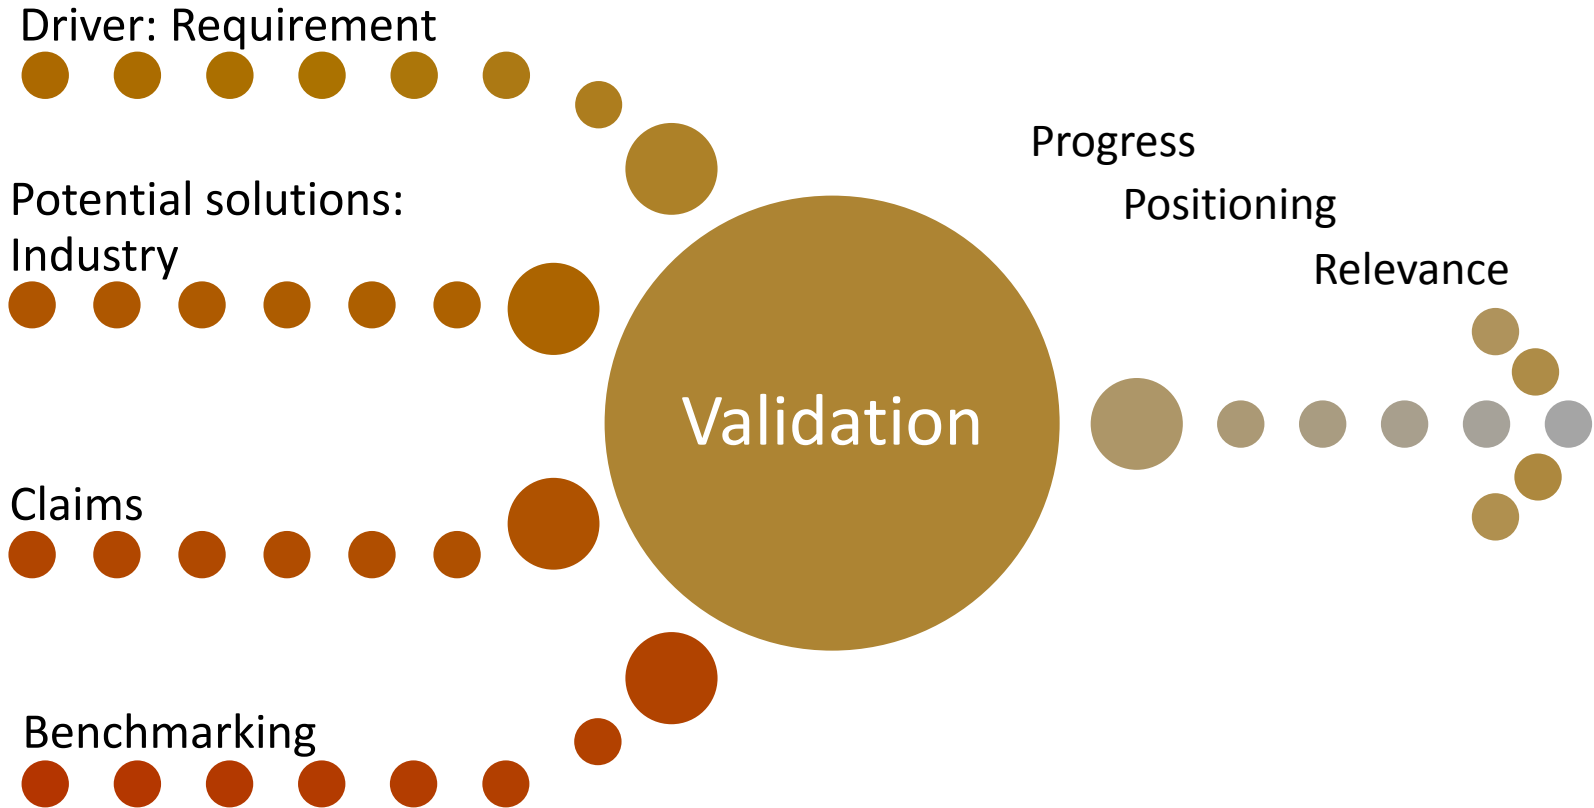 Driver: Requirement
Potential solutions:
Industry
Claims
Benchmarking
Validation
Progress
Positioning
Relevance